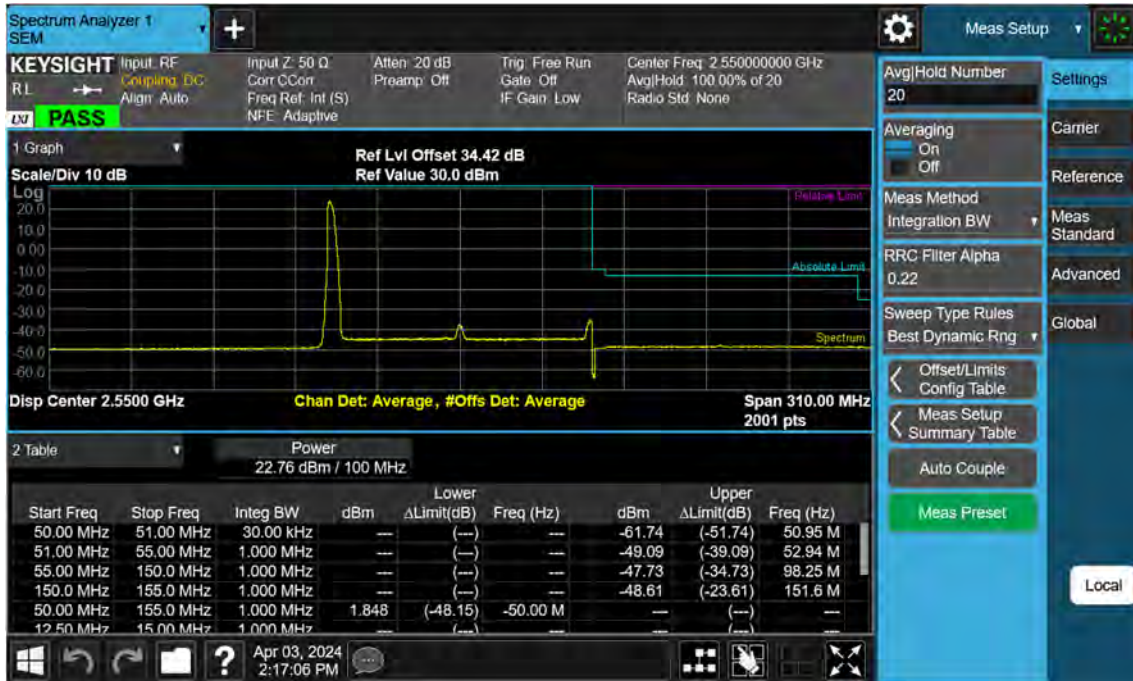 Spectrum Analyzer 1
SEM
+
Meas Setup
KEYSIGHT
R L
LXI
PASS
Input: RF
Coupling: DC
Align: Auto
Input Z: 50 Ω
Corr CCorr
Freq Ref: Int (S)
NFE: Adaptive
Atten: 20 dB
Preamp: Off
Trig: Free Run
Gate: Off
IF Gain: Low
Center Freq: 2.550000000 GHz
Avg|Hold: 100.00% of 20
Radio Std: None
1 Graph
Scale/Div 10 dB
Ref Lvl Offset 34.42 dB
Ref Value 30.0 dBm
Log
20.0
10.0
0.00
-10.0
-20.0
-30.0
-40.0
-50.0
-60.0
Relative Limit
Absolute Limit
Spectrum
Disp Center 2.5500 GHz
Chan Det: Average, #Offs Det: Average
Span 310.00 MHz
2001 pts
2 Table
Power
22.76 dBm / 100 MHz
Lower Upper
Start Freq Stop Freq Integ BW dBm ΔLimit(dB) Freq (Hz) dBm ΔLimit(dB) Freq (Hz)
50.00 MHz 51.00 MHz 30.00 kHz --- (---) --- -61.74 (-51.74) 50.95 M
51.00 MHz 55.00 MHz 1.000 MHz --- (---) --- -49.09 (-39.09) 52.94 M
55.00 MHz 150.0 MHz 1.000 MHz --- (---) --- -47.73 (-34.73) 98.25 M
150.0 MHz 155.0 MHz 1.000 MHz --- (---) --- -48.61 (-23.61) 151.6 M
50.00 MHz 155.0 MHz 1.000 MHz 1.848 (-48.15) -50.00 M --- (---) ---
12.50 MHz 15.00 MHz 1.000 MHz --- (---) --- --- (---) ---
?
Apr 03, 2024
2:17:06 PM
Avg|Hold Number
20
Averaging
On
Off
Meas Method
Integration BW
RRC Filter Alpha
0.22
Sweep Type Rules
Best Dynamic Rng
Offset/Limits
Config Table
Meas Setup
Summary Table
Auto Couple
Meas Preset
Settings
Carrier
Reference
Meas
Standard
Advanced
Global
Local